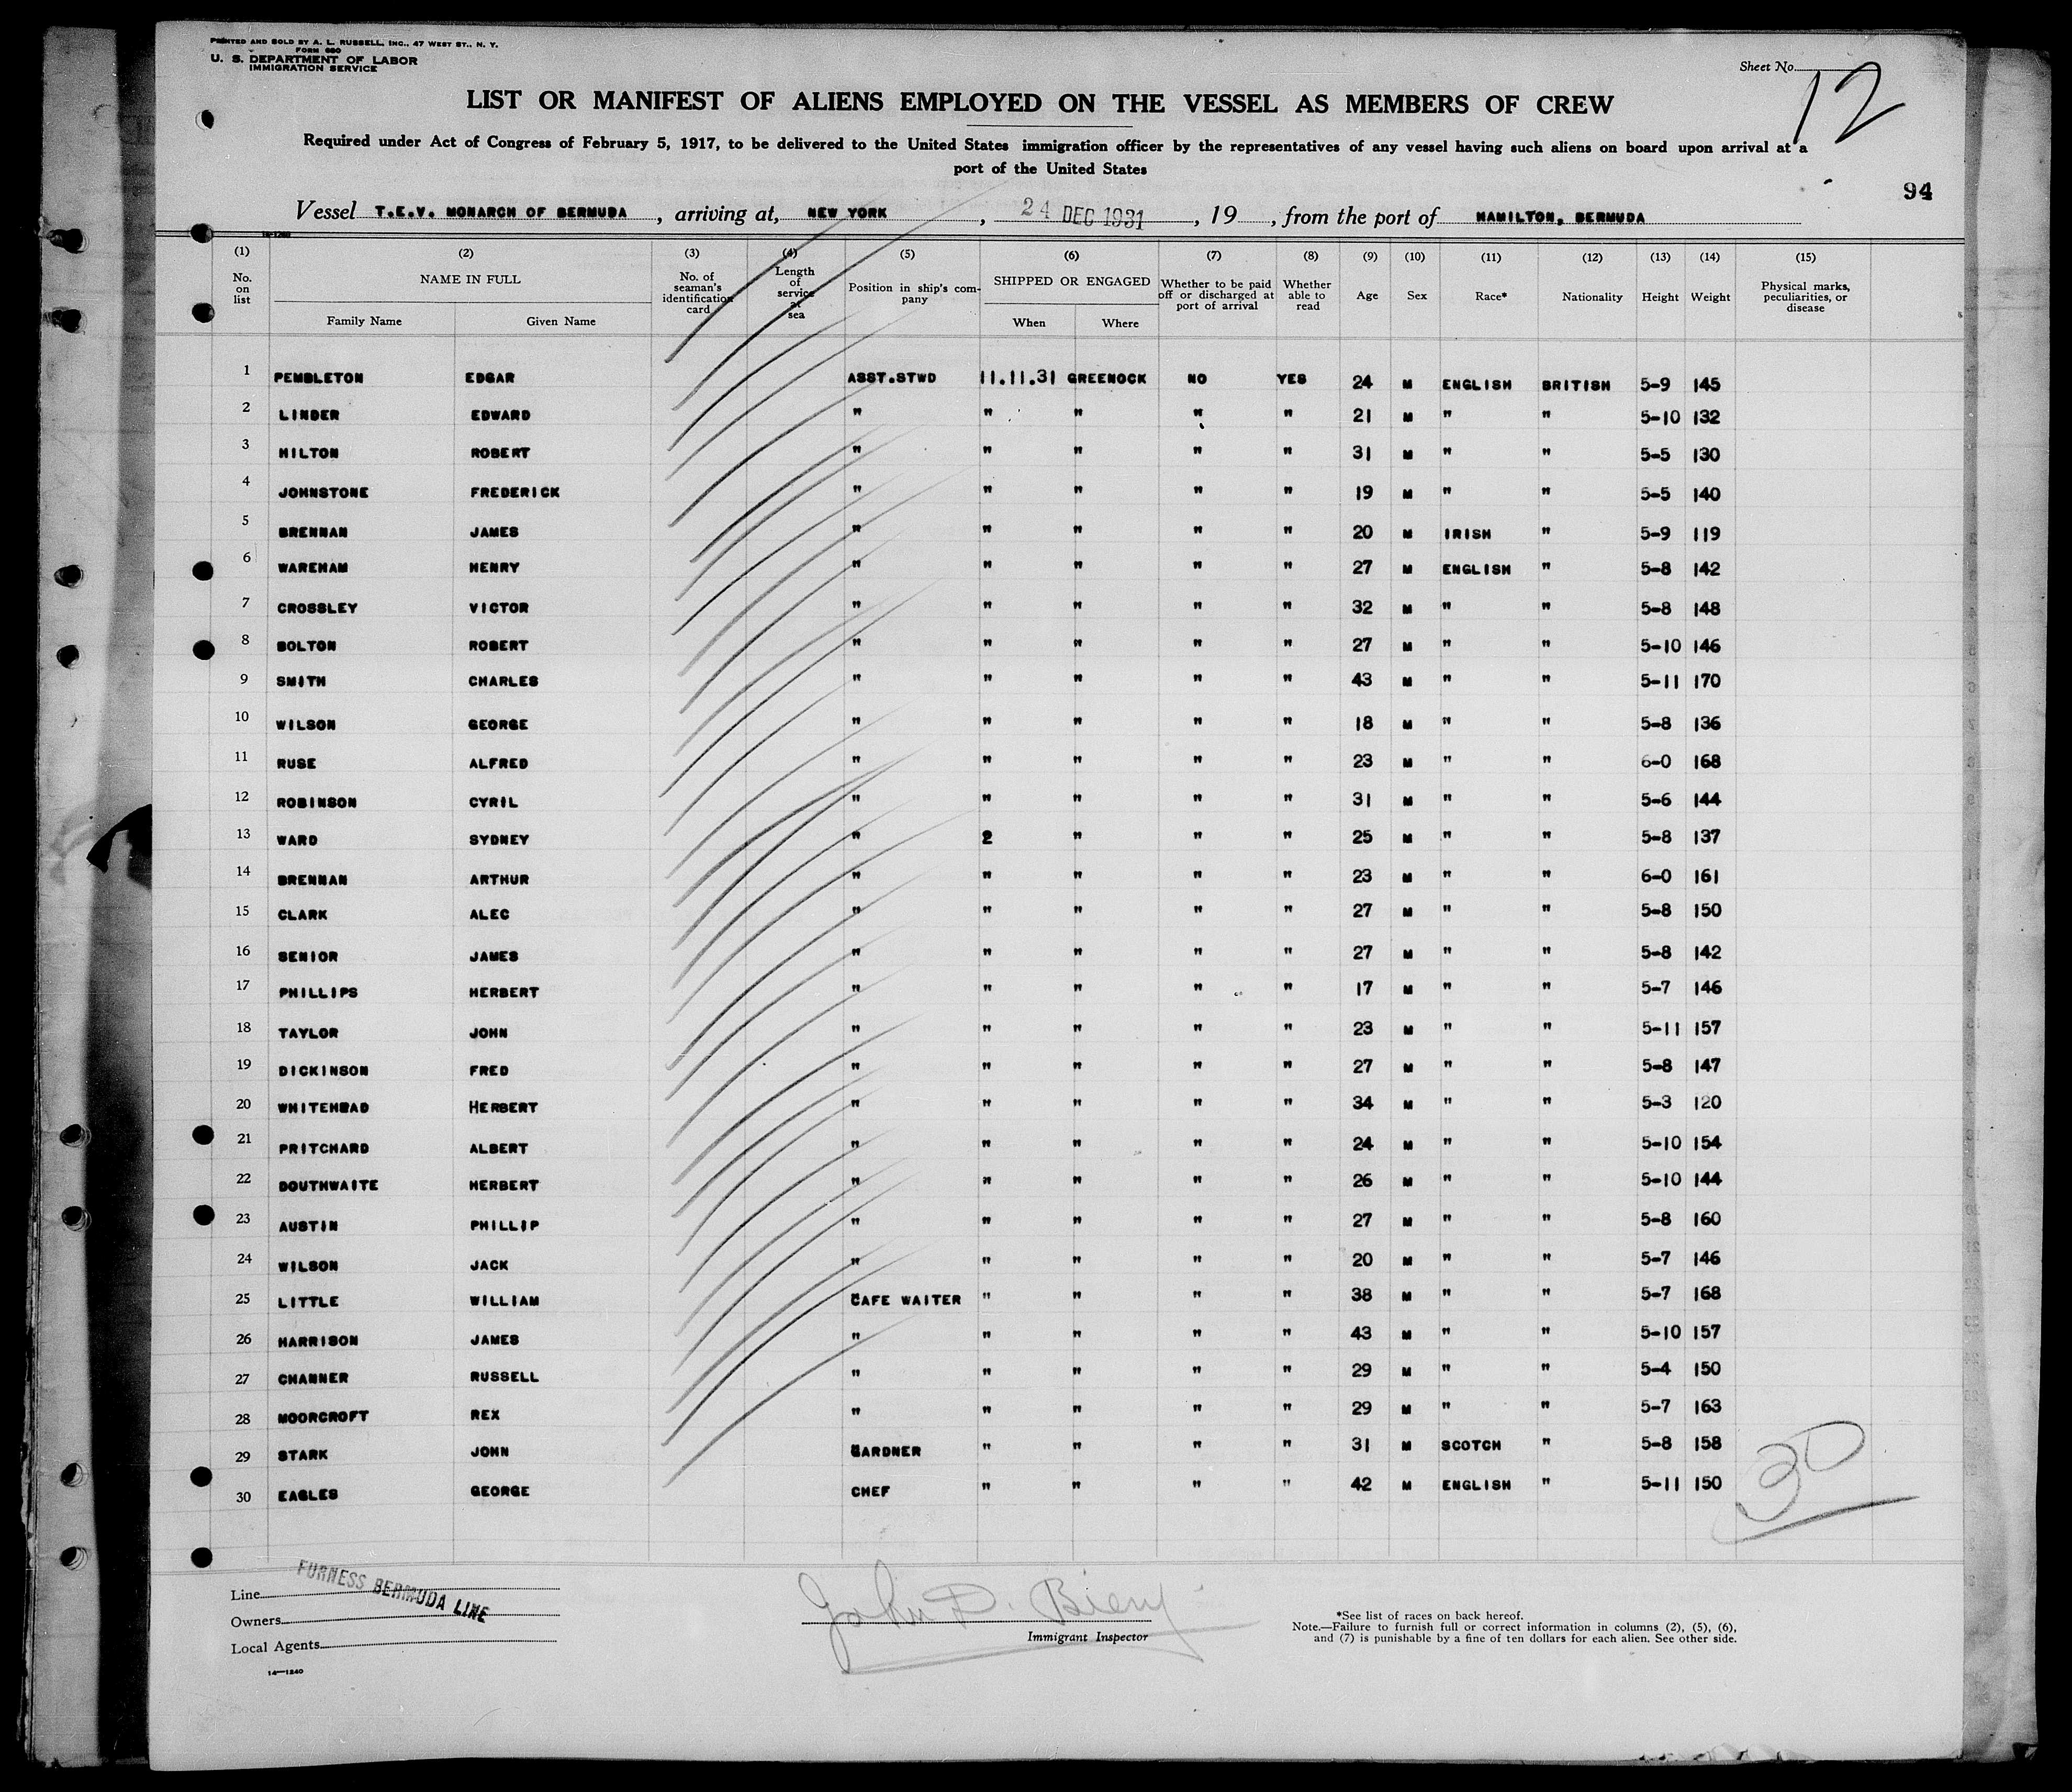 PRINTED AND SOLD BY A. L. RUSSELL, INC., 47 WEST ST., N. Y.
FORM 680
U. S. DEPARTMENT OF LABOR
IMMIGRATION SERVICE
Sheet No. 12
LIST OR MANIFEST OF ALIENS EMPLOYED ON THE VESSEL AS MEMBERS OF CREW
Required under Act of Congress of February 5, 1917, to be delivered to the United States immigration officer by the representatives of any vessel having such aliens on board upon arrival at a
port of the United States
94
Vessel T.E.V. MONARCH OF BERMUDA, arriving at, NEW YORK, 24 DEC 1931, 19, from the port of HAMILTON, BERMUDA
(1) (2) (3) (4) (5) (6) (7) (8) (9) (10) (11) (12) (13) (14) (15)
No. on list NAME IN FULL Family Name Given Name No. of seaman's identification card Length of service at sea Position in ship's company SHIPPED OR ENGAGED When Where Whether to be paid off or discharged at port of arrival Whether able to read Age Sex Race* Nationality Height Weight Physical marks, peculiarities, or disease
1 PEMBLETON EDGAR ASST.STWD 11.11.31 GREENOCK NO YES 24 M ENGLISH BRITISH 5-9 145
2 LINDER EDWARD " " " " " 21 M " " 5-10 132
3 HILTON ROBERT " " " " " 31 M " " 5-5 130
4 JOHNSTONE FREDERICK " " " " " 19 M " " 5-5 140
5 BRENNAN JAMES " " " " " 20 M IRISH " 5-9 119
6 WAREHAM HENRY " " " " " 27 M ENGLISH " 5-8 142
7 CROSSLEY VICTOR " " " " " 32 M " " 5-8 148
8 BOLTON ROBERT " " " " " 27 M " " 5-10 146
9 SMITH CHARLES " " " " " 43 M " " 5-11 170
10 WILSON GEORGE " " " " " 18 M " " 5-8 136
11 RUSE ALFRED " " " " " 23 M " " 6-0 168
12 ROBINSON CYRIL " " " " " 31 M " " 5-6 144
13 WARD SYDNEY " 2 " " " 25 M " " 5-8 137
14 BRENNAN ARTHUR " " " " " 23 M " " 6-0 161
15 CLARK ALEC " " " " " 27 M " " 5-8 150
16 SENIOR JAMES " " " " " 27 M " " 5-8 142
17 PHILLIPS HERBERT " " " " " 17 M " " 5-7 146
18 TAYLOR JOHN " " " " " 23 M " " 5-11 157
19 DICKINSON FRED " " " " " 27 M " " 5-8 147
20 WHITEHEAD HERBERT " " " " " 34 M " " 5-3 120
21 PRITCHARD ALBERT " " " " " 24 M " " 5-10 154
22 DOUTHWAITE HERBERT " " " " " 26 M " " 5-10 144
23 AUSTIN PHILLIP " " " " " 27 M " " 5-8 160
24 WILSON JACK " " " " " 20 M " " 5-7 146
25 LITTLE WILLIAM CAFE WAITER " " " " 38 M " " 5-7 168
26 HARRISON JAMES " " " " " 43 M " " 5-10 157
27 CHANNER RUSSELL " " " " " 29 M " " 5-4 150
28 MOORCROFT REX " " " " " 29 M " " 5-7 163
29 STARK JOHN GARDNER " " " " 31 M SCOTCH " 5-8 158
30 EAGLES GEORGE CHEF " " " " 42 M ENGLISH " 5-11 150
30
Line
Owners
Local Agents
FURNESS BERMUDA LINE
John D. Biery
Immigrant Inspector
*See list of races on back hereof.
Note.—Failure to furnish full or correct information in columns (2), (5), (6),
and (7) is punishable by a fine of ten dollars for each alien. See other side.
14—1240